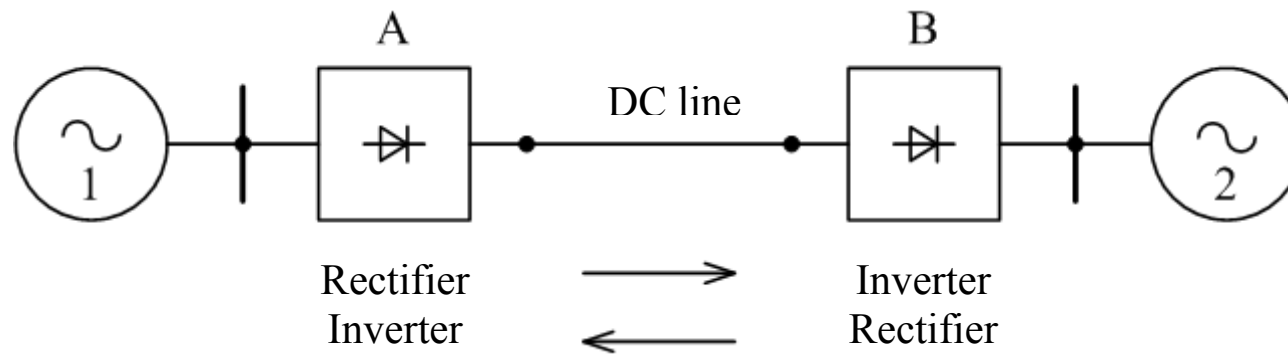 A B
DC line
1 2
Rectifier Inverter
Inverter Rectifier